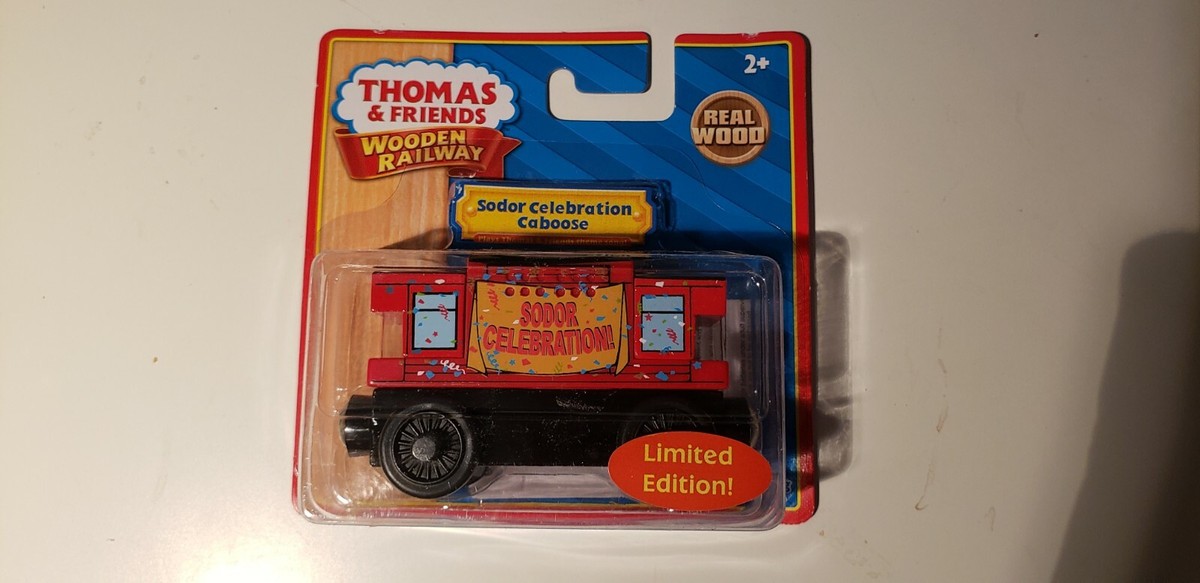 THOMAS
& FRIENDS
WOODEN
RAILWAY
2+
REAL
WOOD
Sodor Celebration
Caboose
SODOR
CELEBRATION!
Limited
Edition!